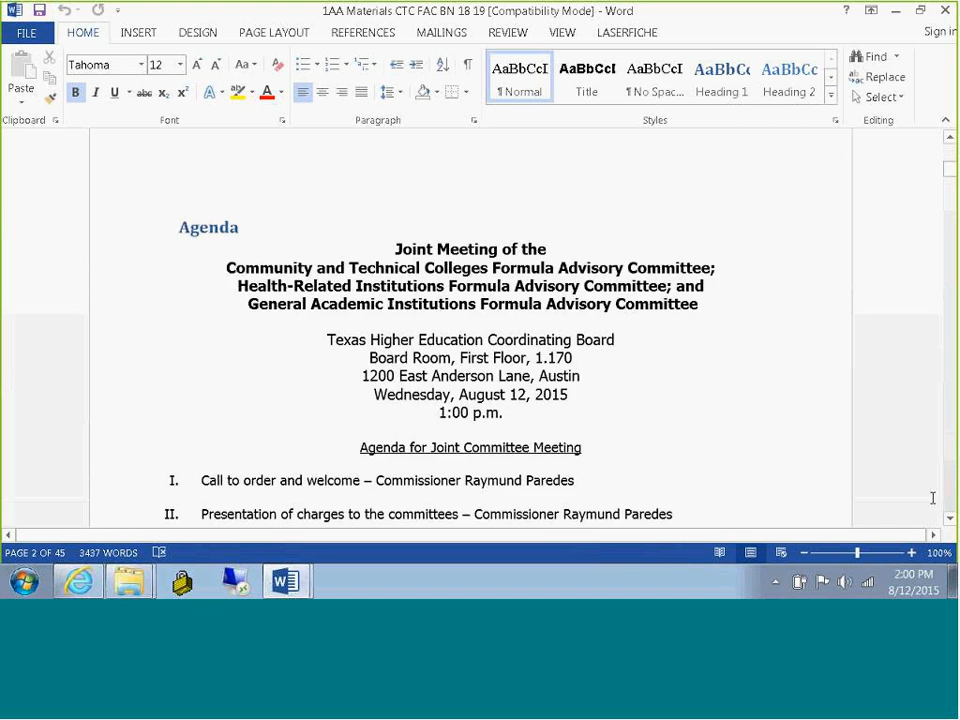 1AA Materials CTC FAC BN 18 19 [Compatibility Mode] - Word
FILE HOME INSERT DESIGN PAGE LAYOUT REFERENCES MAILINGS REVIEW VIEW LASERFICHE Sign in
Tahoma 12 Aa Find
Paste Replace
B I U abc x₂ x² A A Select
AaBbCcI AaBbCcI AaBbCcI AaBbCc AaBbCc
¶ Normal Title ¶ No Spac... Heading 1 Heading 2
Clipboard Font Paragraph Styles Editing
Agenda
Joint Meeting of the
Community and Technical Colleges Formula Advisory Committee;
Health-Related Institutions Formula Advisory Committee; and
General Academic Institutions Formula Advisory Committee
Texas Higher Education Coordinating Board
Board Room, First Floor, 1.170
1200 East Anderson Lane, Austin
Wednesday, August 12, 2015
1:00 p.m.
Agenda for Joint Committee Meeting
I. Call to order and welcome – Commissioner Raymund Paredes
II. Presentation of charges to the committees – Commissioner Raymund Paredes
PAGE 2 OF 45 3437 WORDS 100%
2:00 PM
8/12/2015